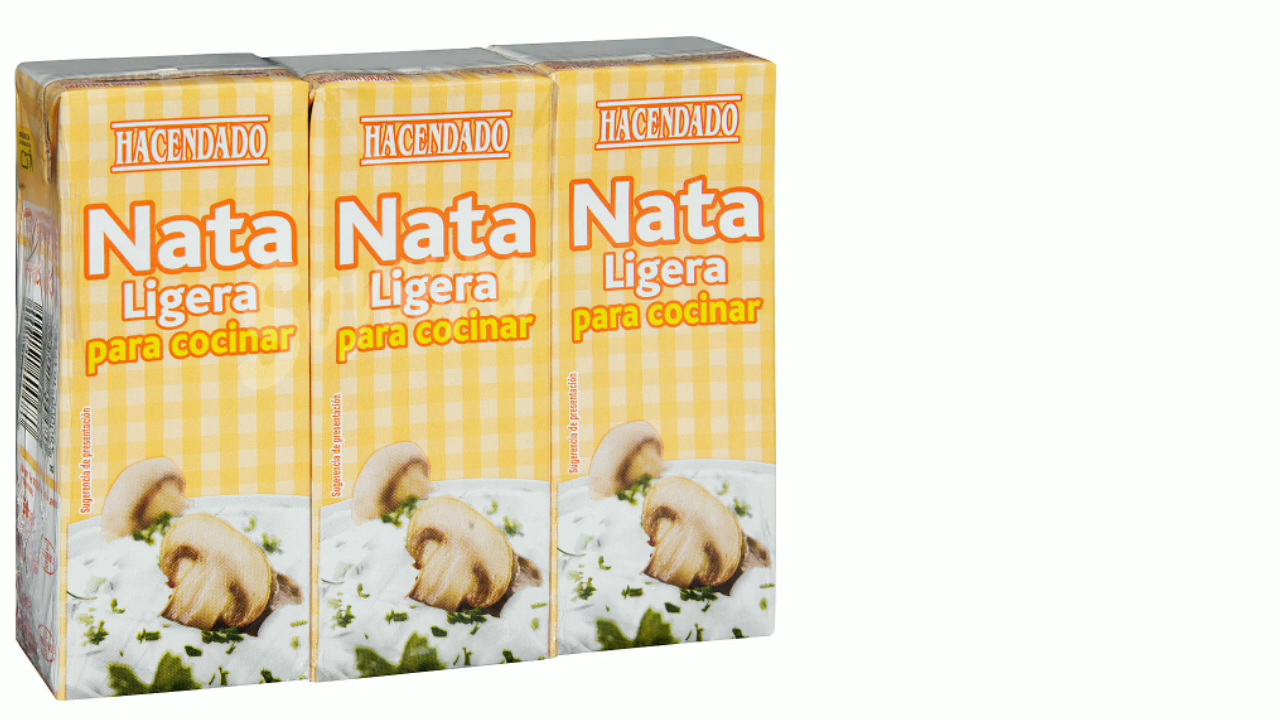 HACENDADO
Nata
Ligera
para cocinar
Sugerencia de presentación
HACENDADO
Nata
Ligera
para cocinar
Sugerencia de presentación
HACENDADO
Nata
Ligera
para cocinar
Sugerencia de presentación